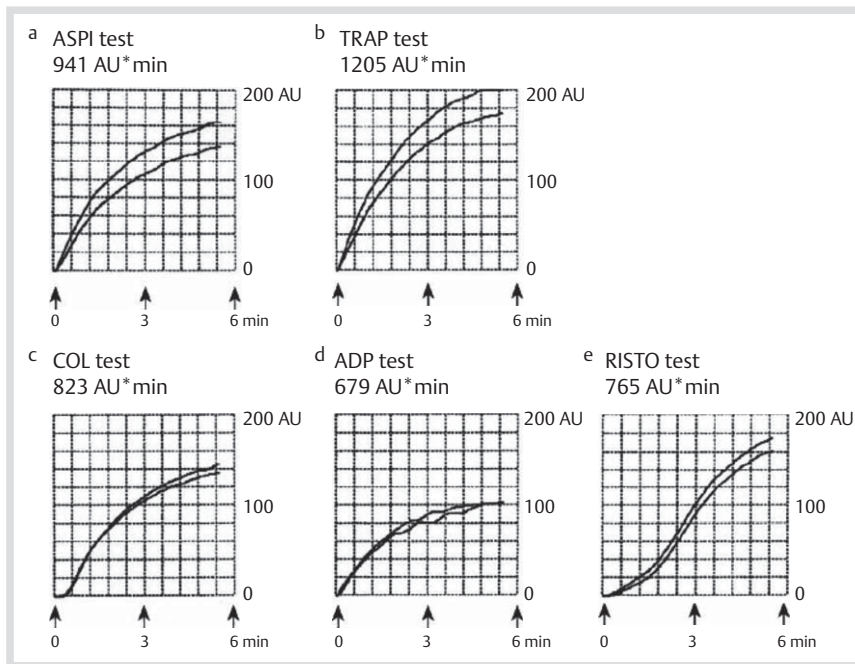 a ASPI test
941 AU*min
200 AU
100
0
0 3 6 min
b TRAP test
1205 AU*min
200 AU
100
0
0 3 6 min
c COL test
823 AU*min
200 AU
100
0
0 3 6 min
d ADP test
679 AU*min
200 AU
100
0
0 3 6 min
e RISTO test
765 AU*min
200 AU
100
0
0 3 6 min